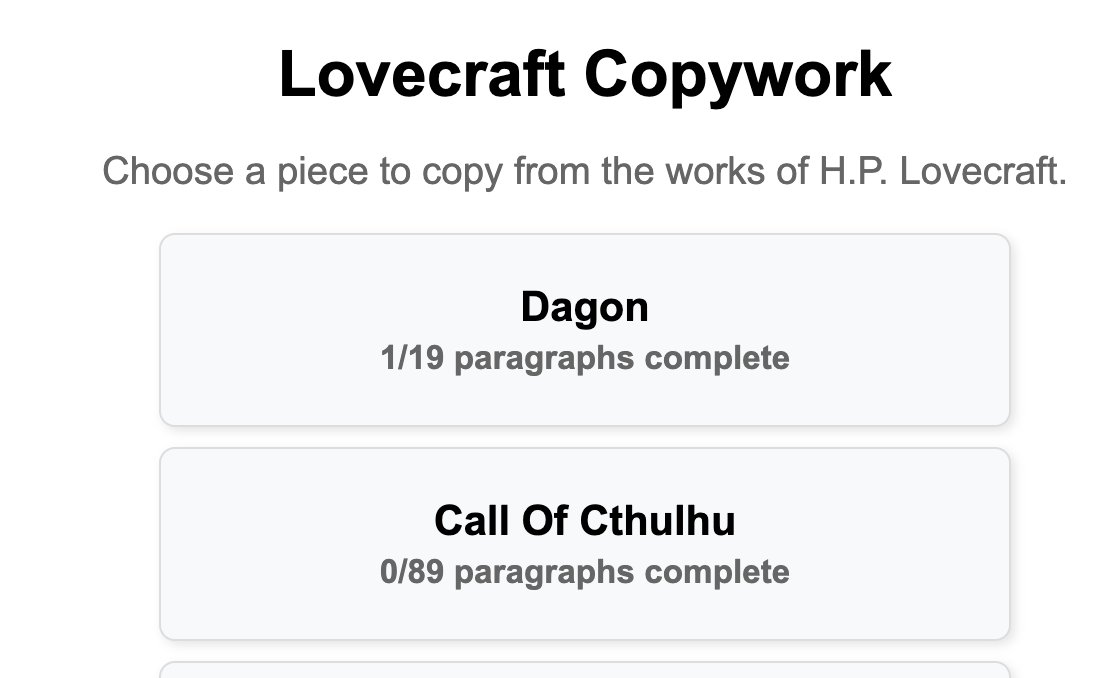 Lovecraft Copywork
Choose a piece to copy from the works of H.P. Lovecraft.
Dagon
1/19 paragraphs complete
Call Of Cthulhu
0/89 paragraphs complete